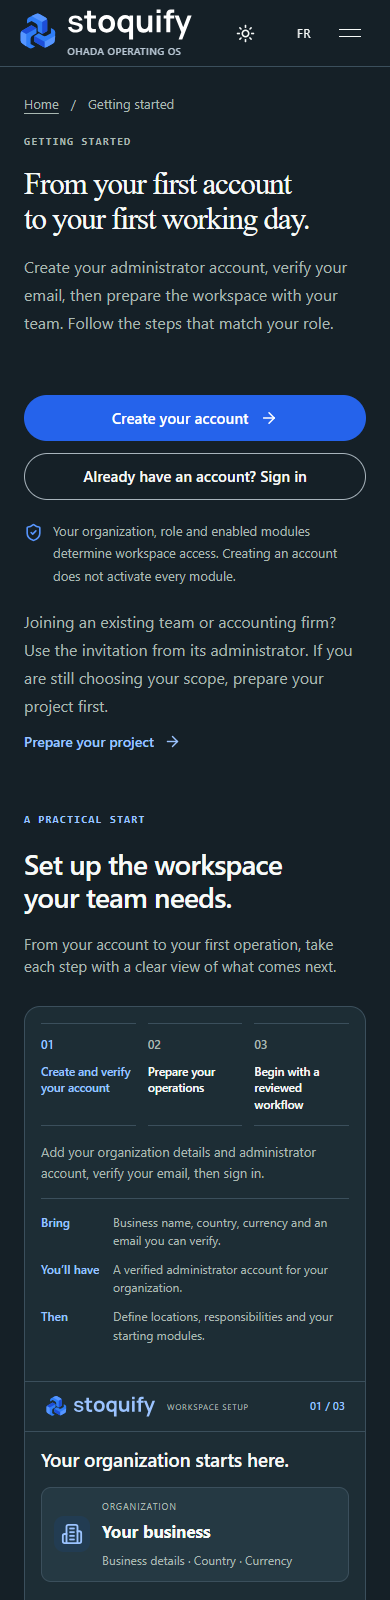 stoquify
OHADA OPERATING OS
FR
Home / Getting started
GETTING STARTED
From your first account
to your first working day.
Create your administrator account, verify your
email, then prepare the workspace with your
team. Follow the steps that match your role.
Create your account
Already have an account? Sign in
Your organization, role and enabled modules
determine workspace access. Creating an account
does not activate every module.
Joining an existing team or accounting firm?
Use the invitation from its administrator. If you
are still choosing your scope, prepare your
project first.
Prepare your project
A PRACTICAL START
Set up the workspace
your team needs.
From your account to your first operation, take
each step with a clear view of what comes next.
01
Create and verify
your account
02
Prepare your
operations
03
Begin with a
reviewed
workflow
Add your organization details and administrator
account, verify your email, then sign in.
Bring
Business name, country, currency and an
email you can verify.
You’ll have
A verified administrator account for your
organization.
Then
Define locations, responsibilities and your
starting modules.
stoquify WORKSPACE SETUP 01 / 03
Your organization starts here.
ORGANIZATION
Your business
Business details · Country · Currency